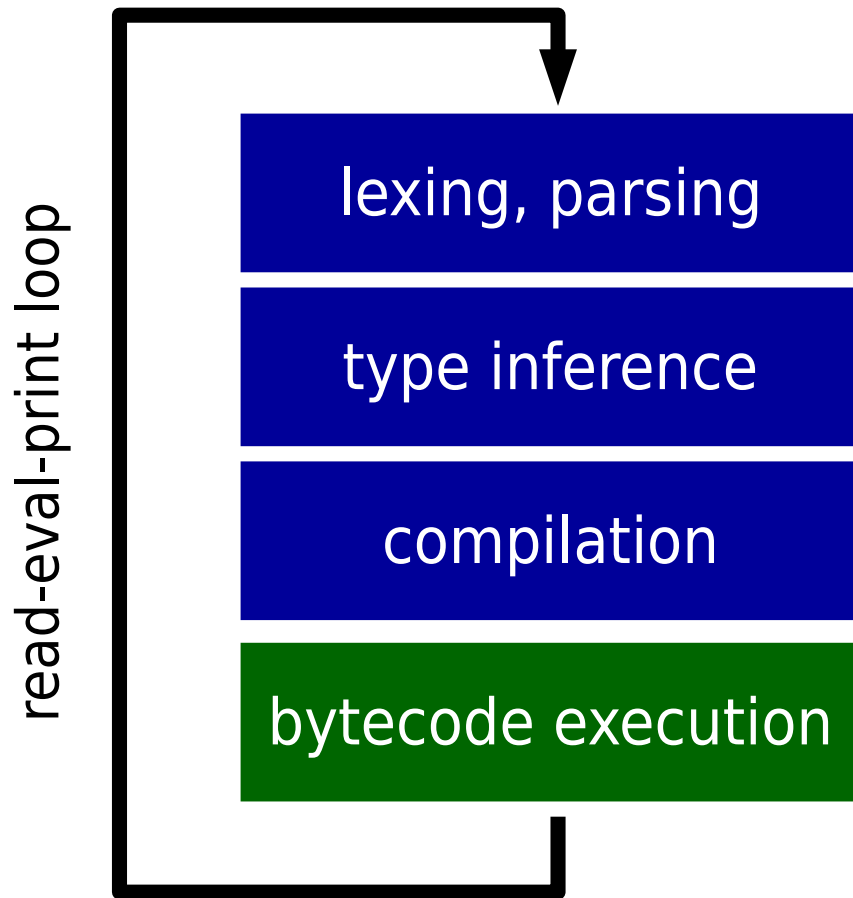 read-eval-print loop
lexing, parsing
type inference
compilation
bytecode execution